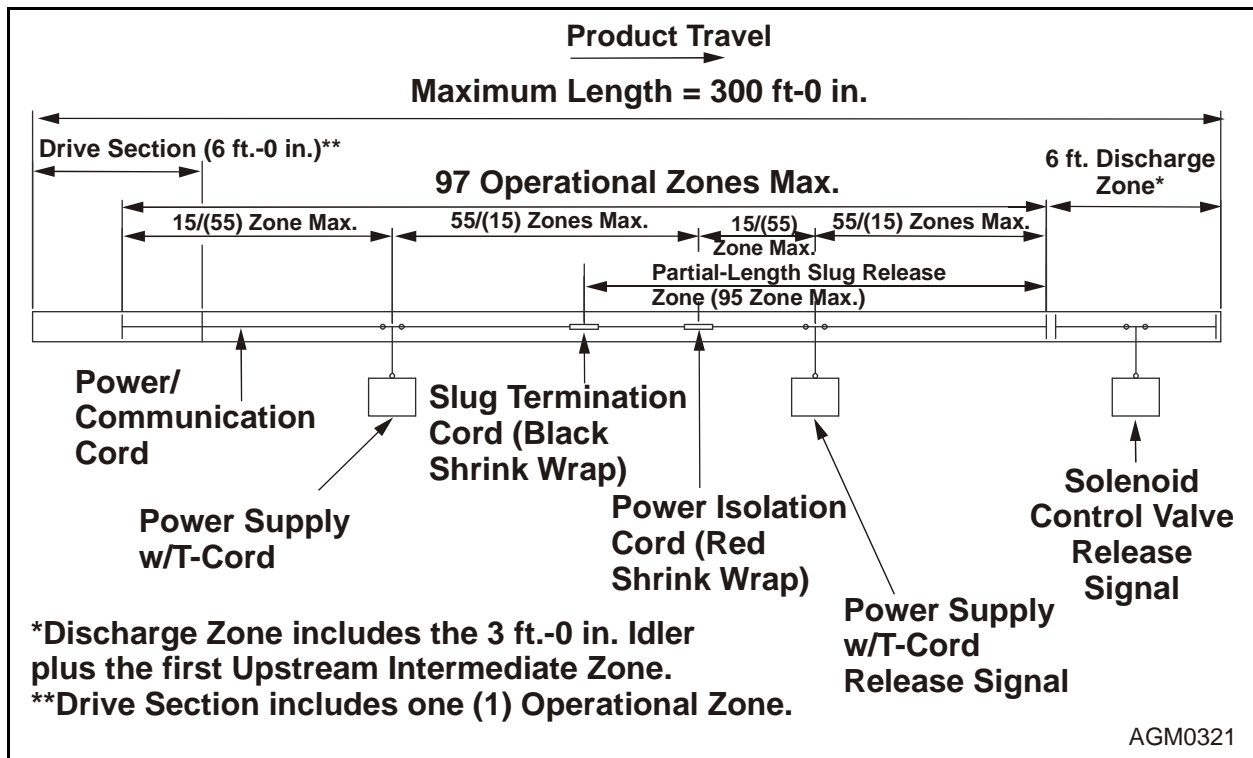 Product Travel
Maximum Length = 300 ft-0 in.
Drive Section (6 ft.-0 in.)**
6 ft. Discharge
Zone*
97 Operational Zones Max.
15/(55) Zone Max.
55/(15) Zones Max.
15/(55)
Zone Max.
55/(15) Zones Max.
Partial-Length Slug Release
Zone (95 Zone Max.)
Power/
Communication
Cord
Power Supply
w/T-Cord
Slug Termination
Cord (Black
Shrink Wrap)
Power Isolation
Cord (Red
Shrink Wrap)
Power Supply
w/T-Cord
Release Signal
Solenoid
Control Valve
Release
Signal
*Discharge Zone includes the 3 ft.-0 in. Idler
plus the first Upstream Intermediate Zone.
**Drive Section includes one (1) Operational Zone.
AGM0321